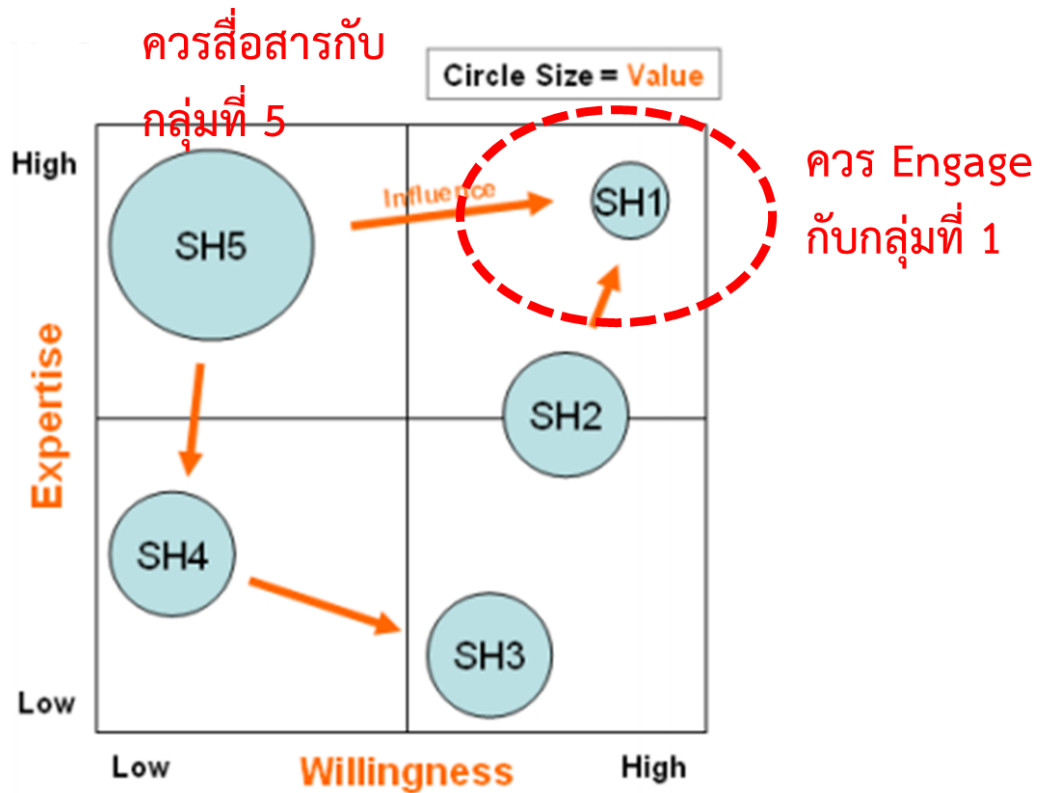 ควรสื่อสารกับ
กลุ่มที่ 5
Circle Size = Value
High
Influence
SH1
ควร Engage
กับกลุ่มที่ 1
SH5
Expertise
SH2
SH4
SH3
Low
Low
Willingness
High